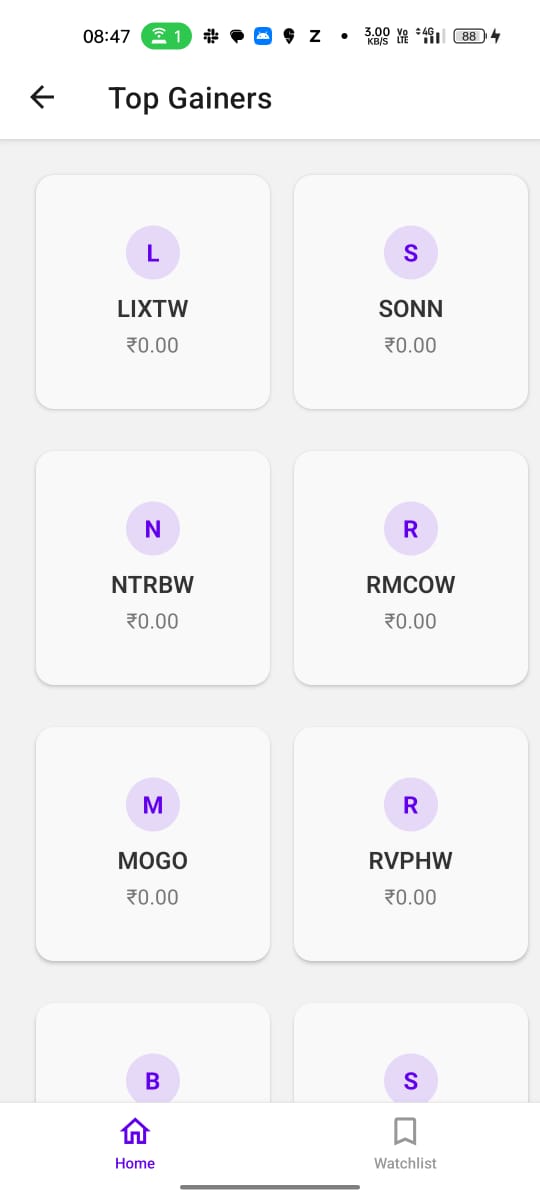 08:47 1 Z 3.00 KB/S Vo LTE 4G 88
Top Gainers
L S
LIXTW SONN
₹0.00 ₹0.00
N R
NTRBW RMCOW
₹0.00 ₹0.00
M R
MOGO RVPHW
₹0.00 ₹0.00
B S
Home Watchlist